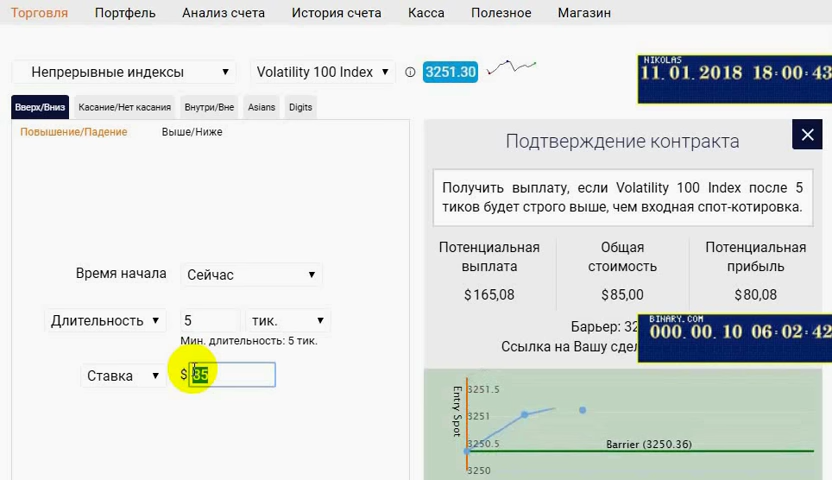 Торговля Портфель Анализ счета История счета Касса Полезное Магазин
Непрерывные индексы Volatility 100 Index 3251.30
NIKOLAS
11.01.2018 18:00:43
Вверх/Вниз Касание/Нет касания Внутри/Вне Asians Digits
Повышение/Падение Выше/Ниже
Подтверждение контракта
Получить выплату, если Volatility 100 Index после 5
тиков будет строго выше, чем входная спот-котировка.
Потенциальная выплата
Общая стоимость
Потенциальная прибыль
$165,08 $85,00 $80,08
Время начала Сейчас
Длительность 5 тик.
Мин. длительность: 5 тик.
Ставка $
Барьер: 32
Ссылка на Вашу
BINARY.COM
000.00.10 06:02:42
Entry Spot
3251.5
3251
3250.5
3250
Barrier (3250.36)